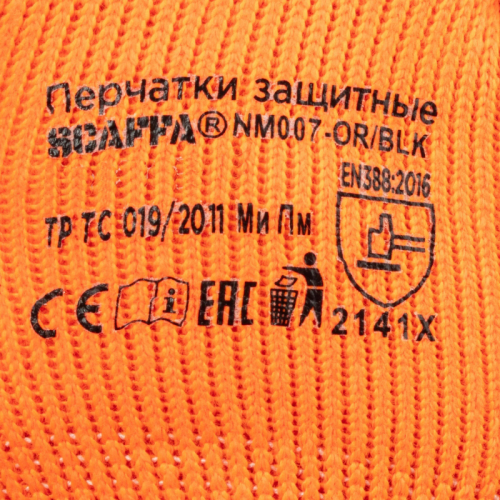 Перчатки защитные
SCAFFA® NM007-OR/BLK
EN388:2016
ТР ТС 019/2011 Ми Пм
CE EAC
2141X